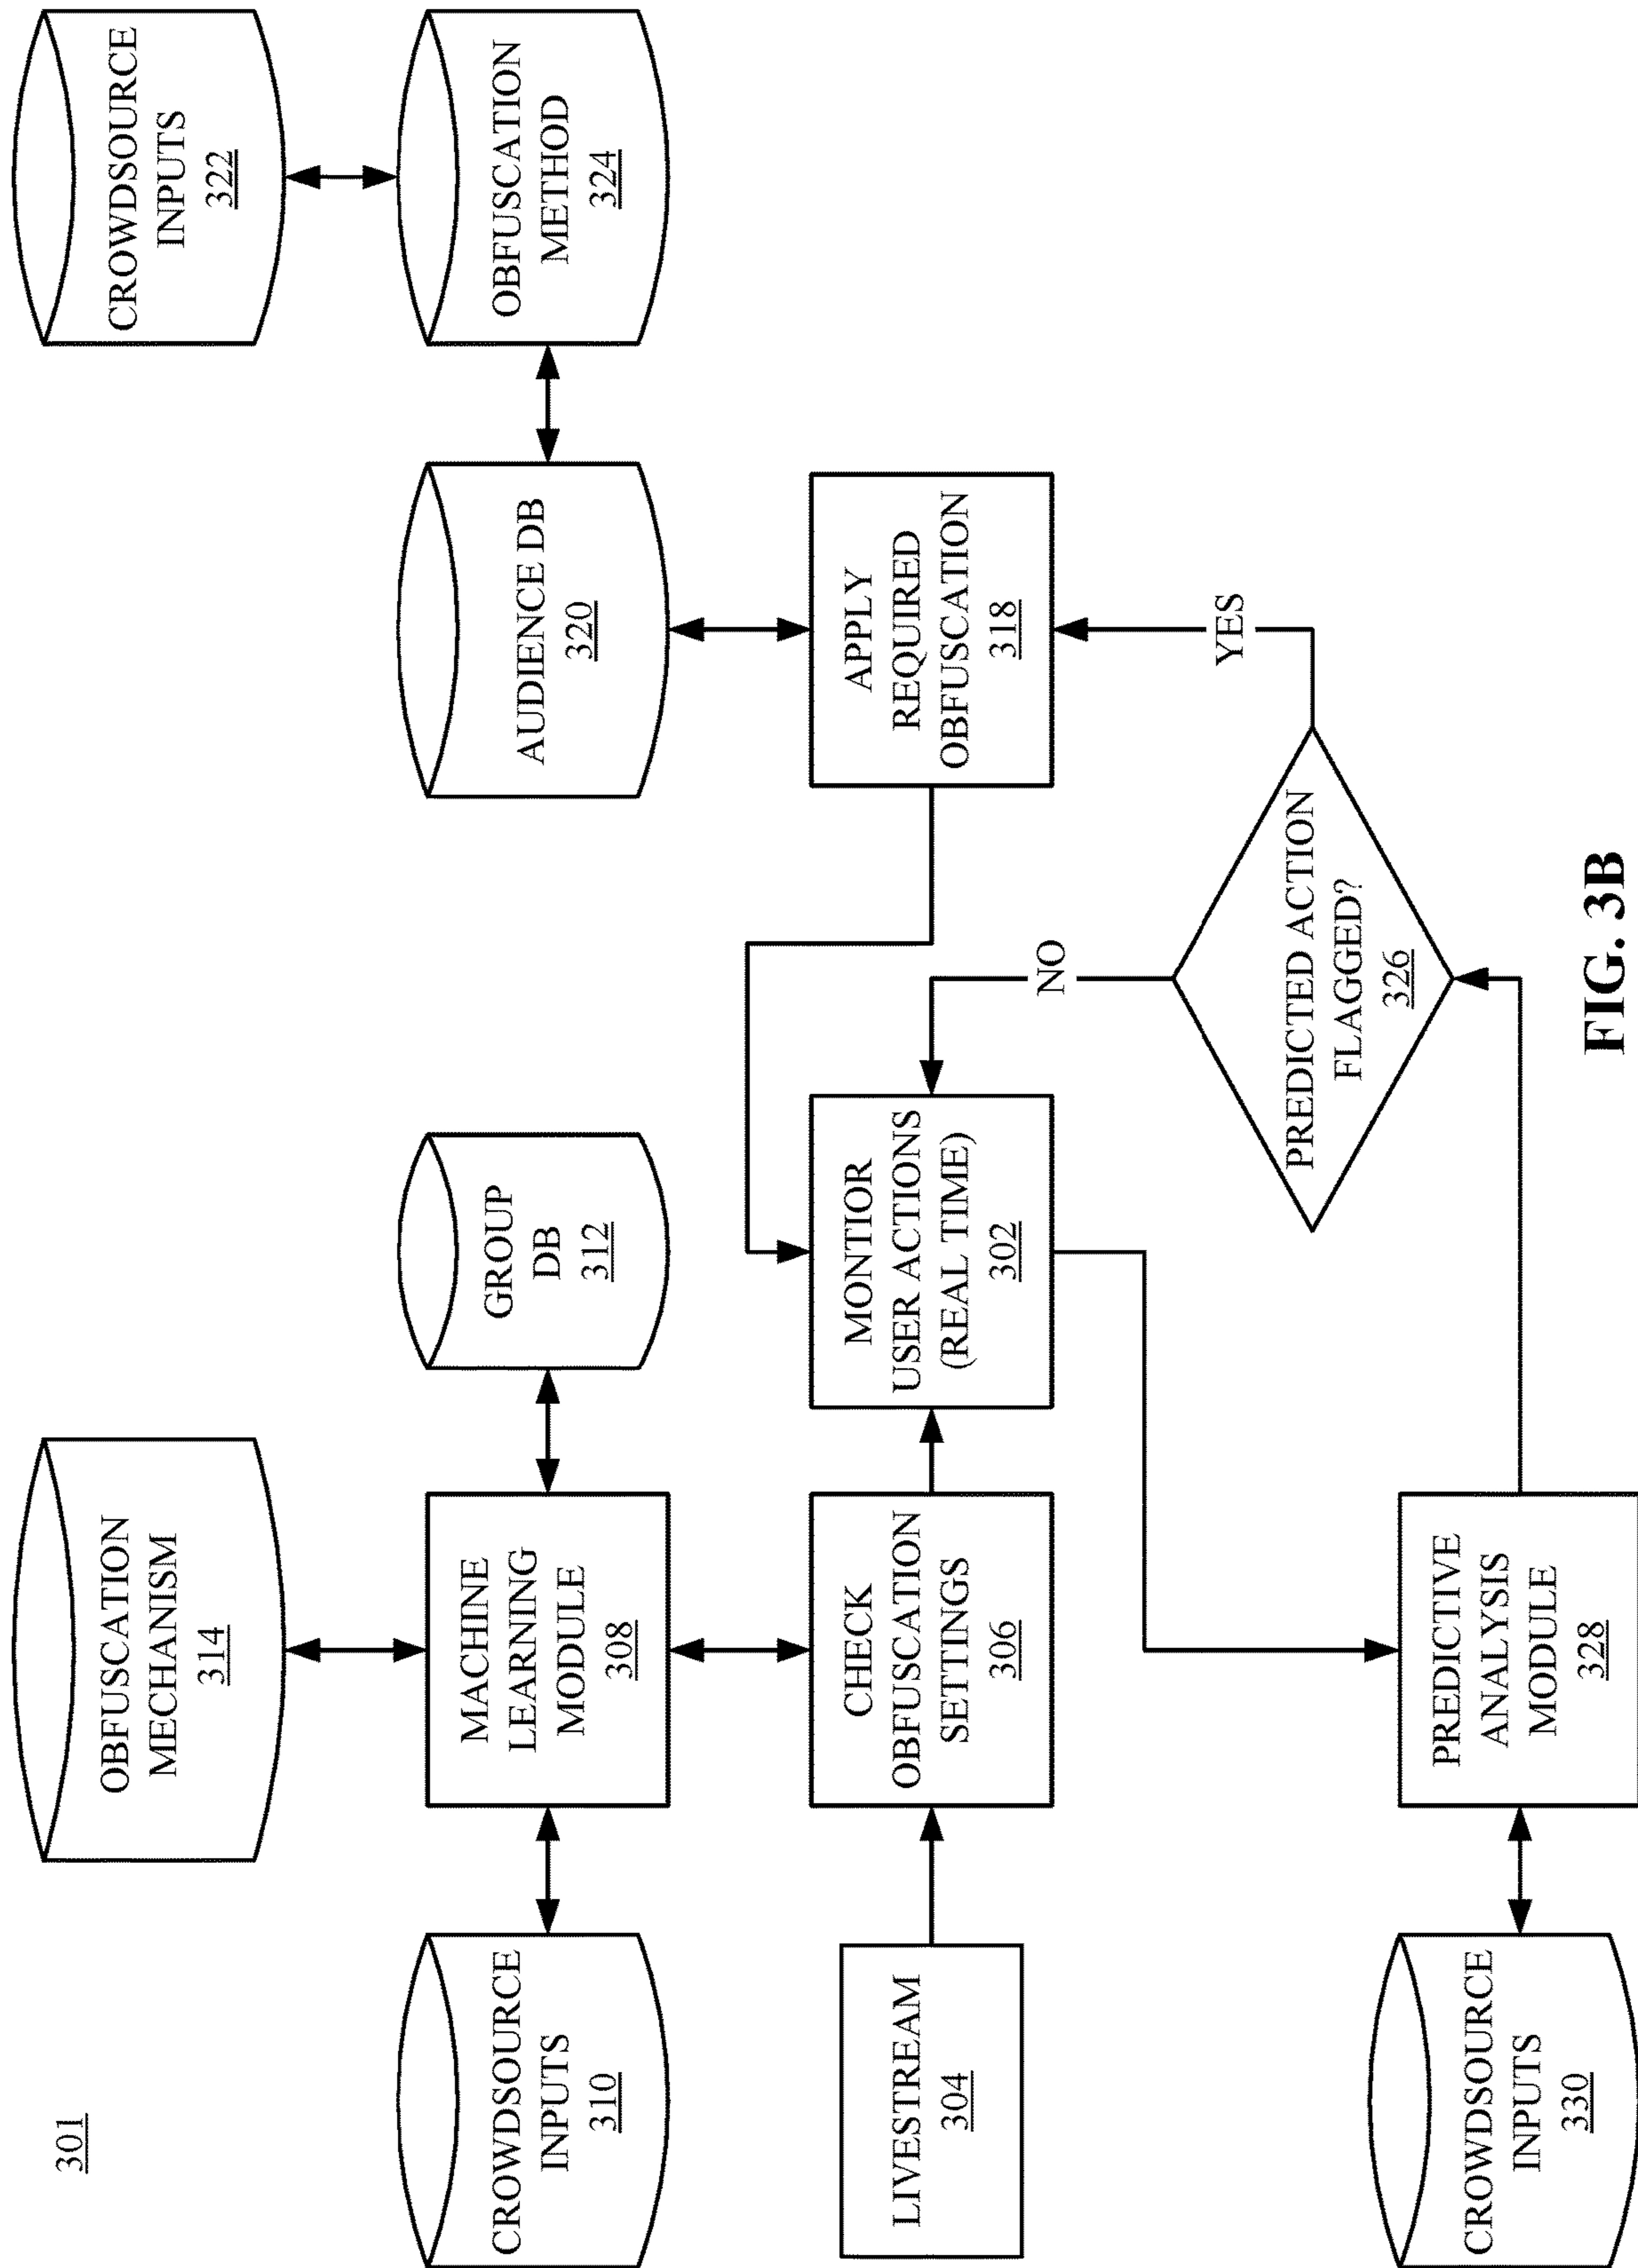 301
OBFUSCATION
MECHANISM
314
CROWDSOURCE
INPUTS
322
CROWDSOURCE
INPUTS
310
MACHINE
LEARNING
MODULE
308
GROUP
DB
312
AUDIENCE DB
320
OBFUSCATION
METHOD
324
LIVESTREAM
304
CHECK
OBFUSCATION
SETTINGS
306
MONTIOR
USER ACTIONS
(REAL TIME)
302
APPLY
REQUIRED
OBFUSCATION
318
NO
YES
PREDICTED ACTION
FLAGGED?
326
CROWDSOURCE
INPUTS
330
PREDICTIVE
ANALYSIS
MODULE
328
FIG. 3B